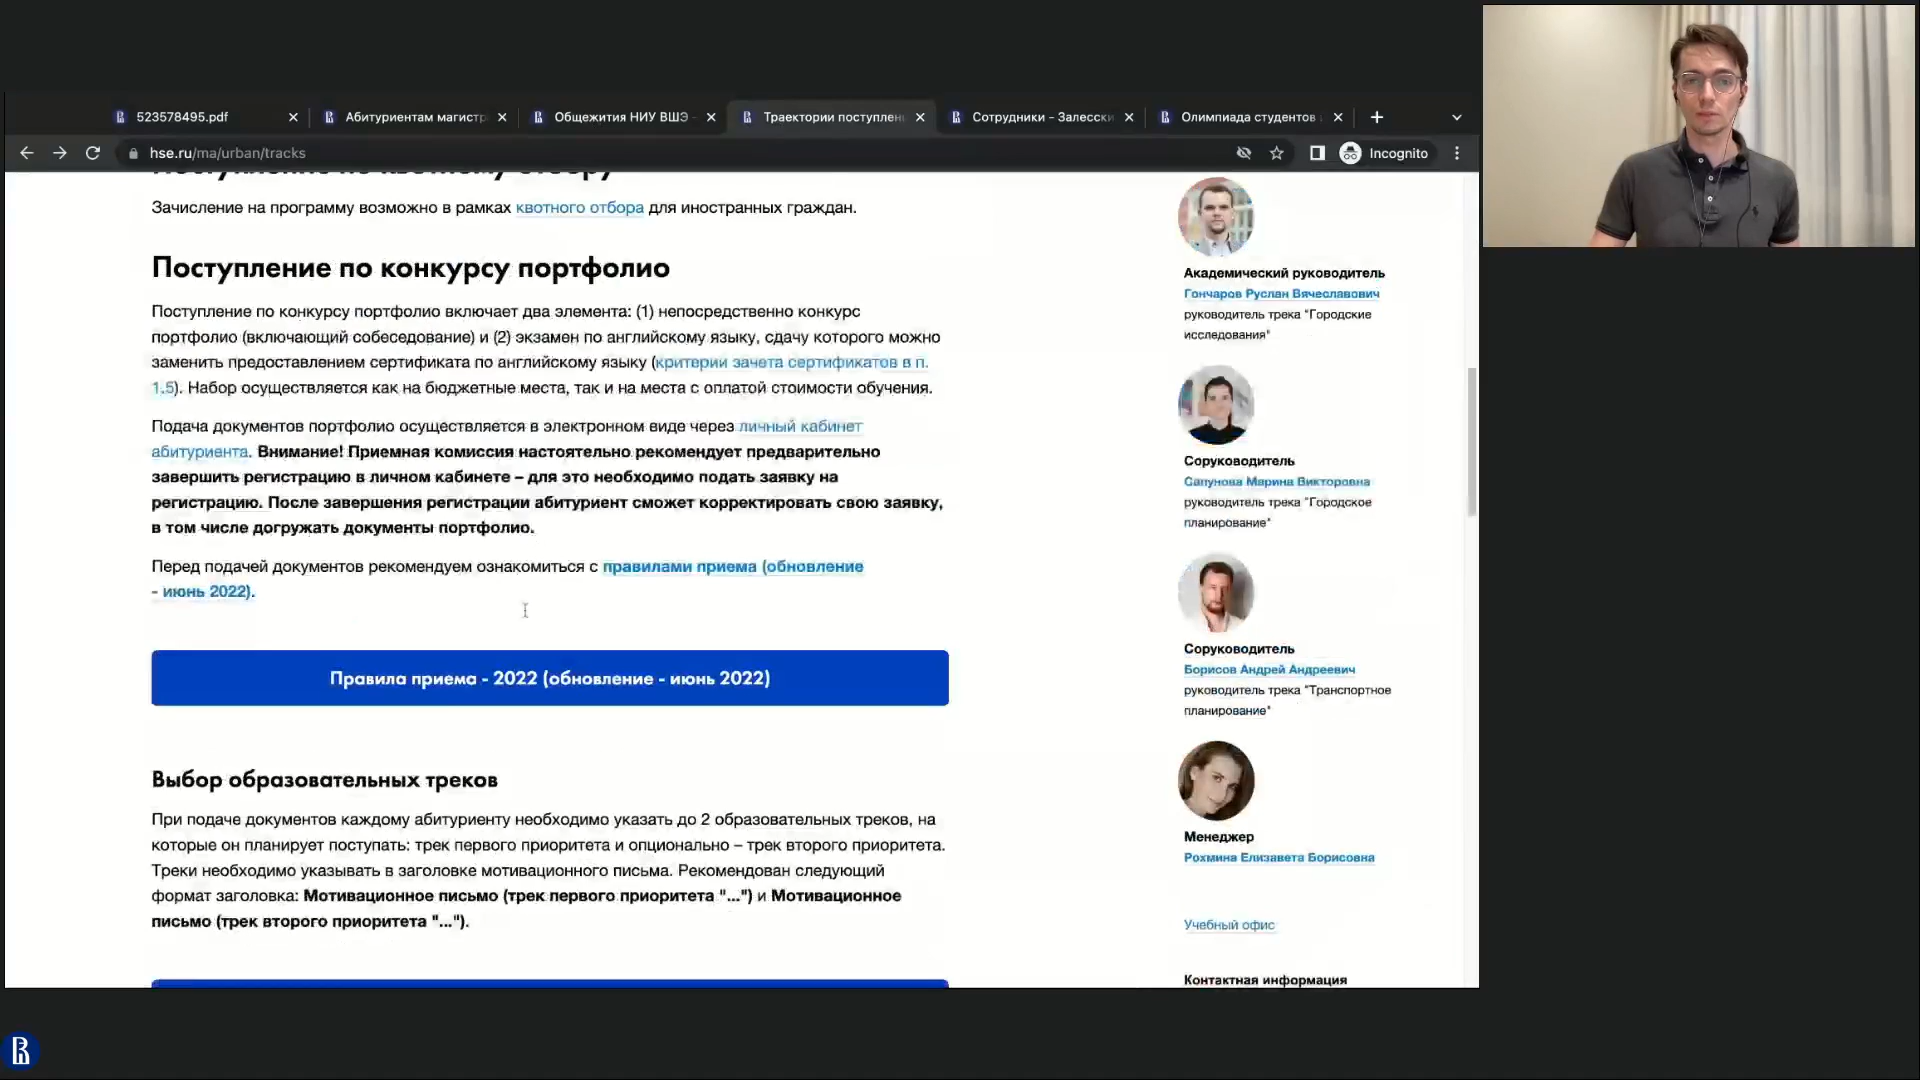 523578495.pdf
Абитуриентам магистр
Общежития НИУ ВШЭ -
Траектории поступлен
Сотрудники – Залесски
Олимпиада студентов
hse.ru/ma/urban/tracks
Incognito
Поступление по квотному отбору
Зачисление на программу возможно в рамках квотного отбора для иностранных граждан.
Поступление по конкурсу портфолио
Поступление по конкурсу портфолио включает два элемента: (1) непосредственно конкурс
портфолио (включающий собеседование) и (2) экзамен по английскому языку, сдачу которого можно
заменить предоставлением сертификата по английскому языку (критерии зачета сертификатов в п.
1.5). Набор осуществляется как на бюджетные места, так и на места с оплатой стоимости обучения.
Подача документов портфолио осуществляется в электронном виде через личный кабинет
абитуриента. Внимание! Приемная комиссия настоятельно рекомендует предварительно
завершить регистрацию в личном кабинете – для это необходимо подать заявку на
регистрацию. После завершения регистрации абитуриент сможет корректировать свою заявку,
в том числе догружать документы портфолио.
Перед подачей документов рекомендуем ознакомиться с правилами приема (обновление
- июнь 2022).
Правила приема - 2022 (обновление - июнь 2022)
Выбор образовательных треков
При подаче документов каждому абитуриенту необходимо указать до 2 образовательных треков, на
которые он планирует поступать: трек первого приоритета и опционально – трек второго приоритета.
Треки необходимо указывать в заголовке мотивационного письма. Рекомендован следующий
формат заголовка: Мотивационное письмо (трек первого приоритета "...") и Мотивационное
письмо (трек второго приоритета "...").
Академический руководитель
Гончаров Руслан Вячеславович
руководитель трека "Городские
исследования"
Соруководитель
Сапунова Марина Викторовна
руководитель трека "Городское
планирование"
Соруководитель
Борисов Андрей Андреевич
руководитель трека "Транспортное
планирование"
Менеджер
Рохмина Елизавета Борисовна
Учебный офис
Контактная информация